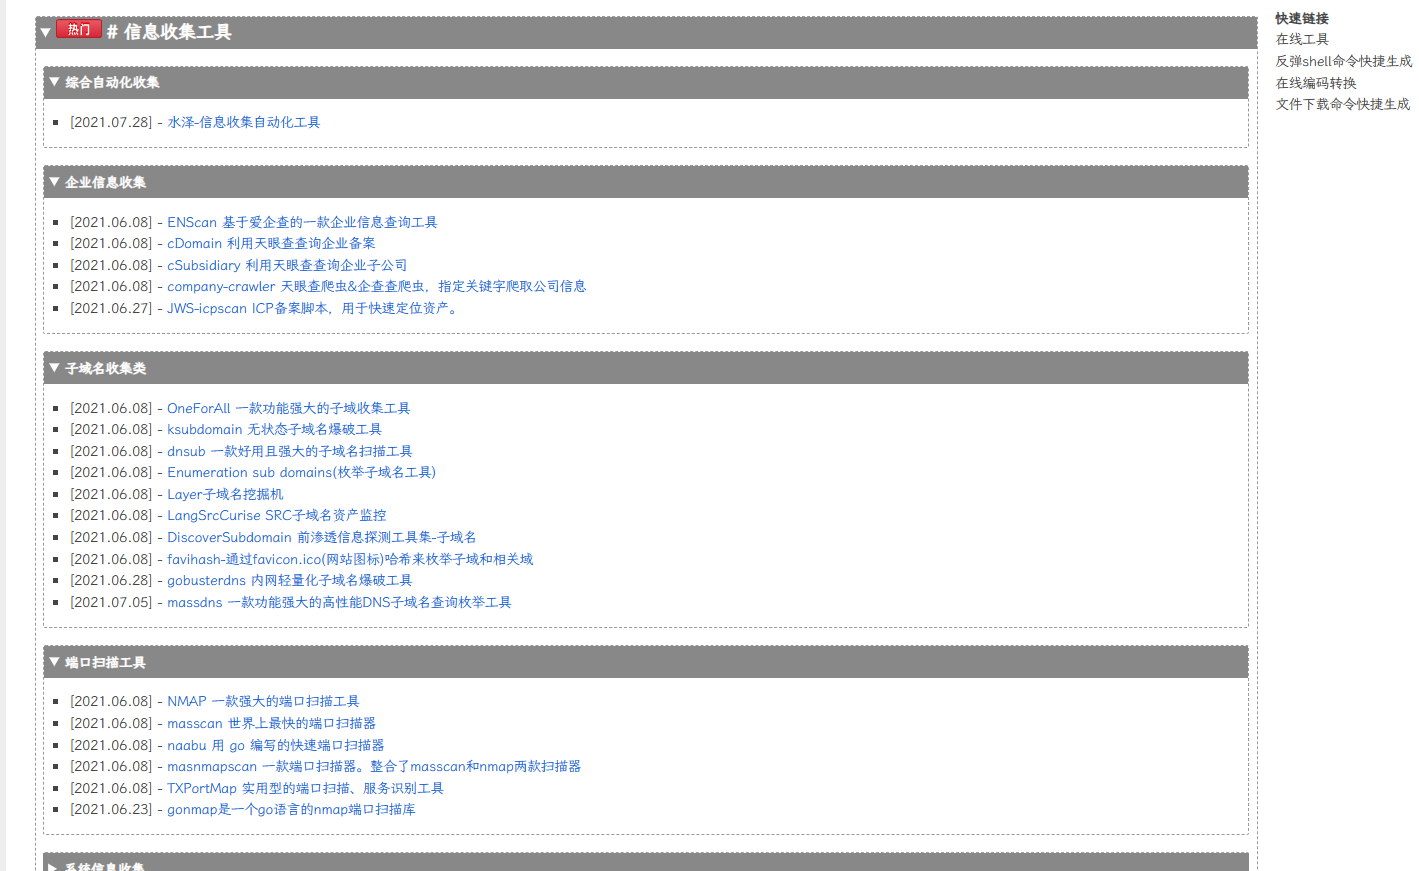 ▼ 热门 # 信息收集工具
▼ 综合自动化收集
[2021.07.28] - 水泽-信息收集自动化工具
▼ 企业信息收集
[2021.06.08] - ENScan 基于爱企查的一款企业信息查询工具
[2021.06.08] - cDomain 利用天眼查查询企业备案
[2021.06.08] - cSubsidiary 利用天眼查查询企业子公司
[2021.06.08] - company-crawler 天眼查爬虫&企查查爬虫，指定关键字爬取公司信息
[2021.06.27] - JWS-icpscan ICP备案脚本，用于快速定位资产。
▼ 子域名收集类
[2021.06.08] - OneForAll 一款功能强大的子域收集工具
[2021.06.08] - ksubdomain 无状态子域名爆破工具
[2021.06.08] - dnsub 一款好用且强大的子域名扫描工具
[2021.06.08] - Enumeration sub domains(枚举子域名工具)
[2021.06.08] - Layer子域名挖掘机
[2021.06.08] - LangSrcCurise SRC子域名资产监控
[2021.06.08] - DiscoverSubdomain 前渗透信息探测工具集-子域名
[2021.06.08] - favihash-通过favicon.ico(网站图标)哈希来枚举子域和相关域
[2021.06.28] - gobusterdns 内网轻量化子域名爆破工具
[2021.07.05] - massdns 一款功能强大的高性能DNS子域名查询枚举工具
▼ 端口扫描工具
[2021.06.08] - NMAP 一款强大的端口扫描工具
[2021.06.08] - masscan 世界上最快的端口扫描器
[2021.06.08] - naabu 用 go 编写的快速端口扫描器
[2021.06.08] - masnmapscan 一款端口扫描器。整合了masscan和nmap两款扫描器
[2021.06.08] - TXPortMap 实用型的端口扫描、服务识别工具
[2021.06.23] - gonmap是一个go语言的nmap端口扫描库
▶ 系统信息收集
快速链接
在线工具
反弹shell命令快捷生成
在线编码转换
文件下载命令快捷生成